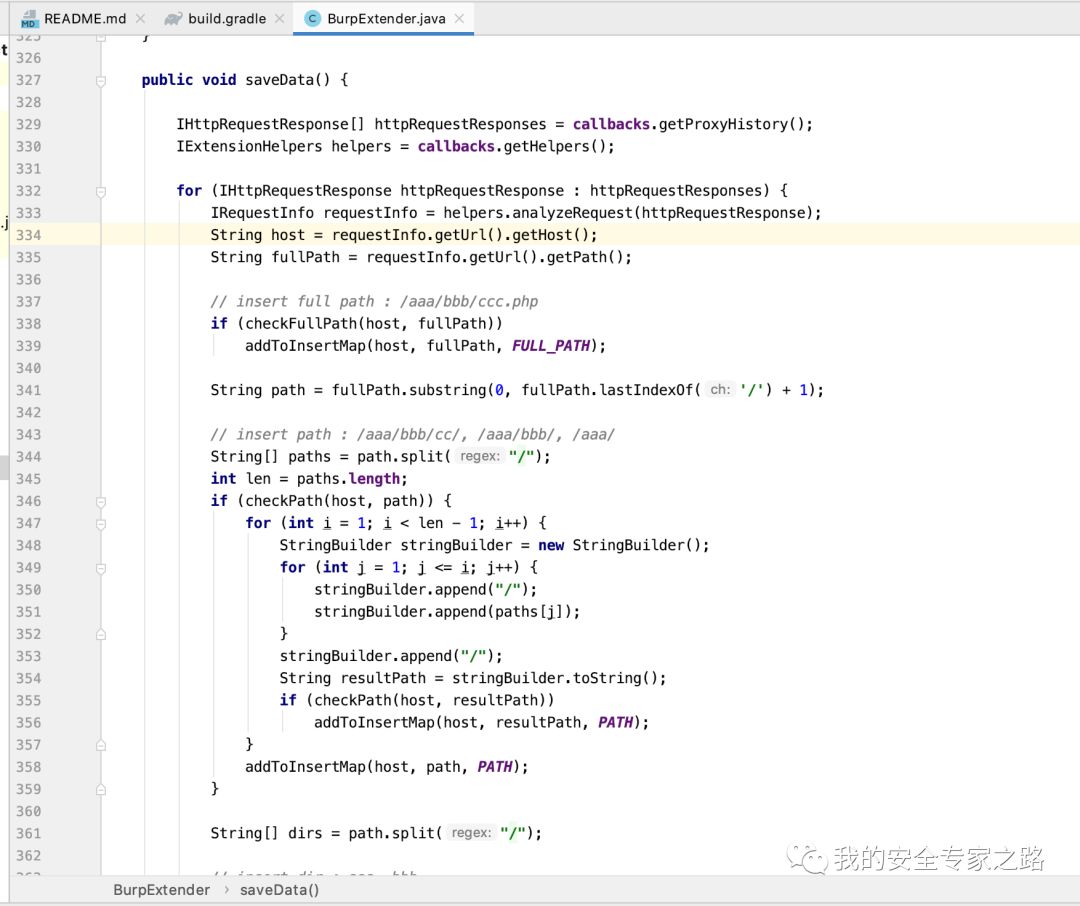 README.md build.gradle BurpExtender.java
325 }
326
327 public void saveData() {
328
329 IHttpRequestResponse[] httpRequestResponses = callbacks.getProxyHistory();
330 IExtensionHelpers helpers = callbacks.getHelpers();
331
332 for (IHttpRequestResponse httpRequestResponse : httpRequestResponses) {
333 IRequestInfo requestInfo = helpers.analyzeRequest(httpRequestResponse);
334 String host = requestInfo.getUrl().getHost();
335 String fullPath = requestInfo.getUrl().getPath();
336
337 // insert full path : /aaa/bbb/ccc.php
338 if (checkFullPath(host, fullPath))
339 addToInsertMap(host, fullPath, FULL_PATH);
340
341 String path = fullPath.substring(0, fullPath.lastIndexOf( ch: '/') + 1);
342
343 // insert path : /aaa/bbb/cc/, /aaa/bbb/, /aaa/
344 String[] paths = path.split( regex: "/");
345 int len = paths.length;
346 if (checkPath(host, path)) {
347 for (int i = 1; i < len - 1; i++) {
348 StringBuilder stringBuilder = new StringBuilder();
349 for (int j = 1; j <= i; j++) {
350 stringBuilder.append("/");
351 stringBuilder.append(paths[j]);
352 }
353 stringBuilder.append("/");
354 String resultPath = stringBuilder.toString();
355 if (checkPath(host, resultPath))
356 addToInsertMap(host, resultPath, PATH);
357 }
358 addToInsertMap(host, path, PATH);
359 }
360
361 String[] dirs = path.split( regex: "/");
362
我的安全专家之路
BurpExtender › saveData()